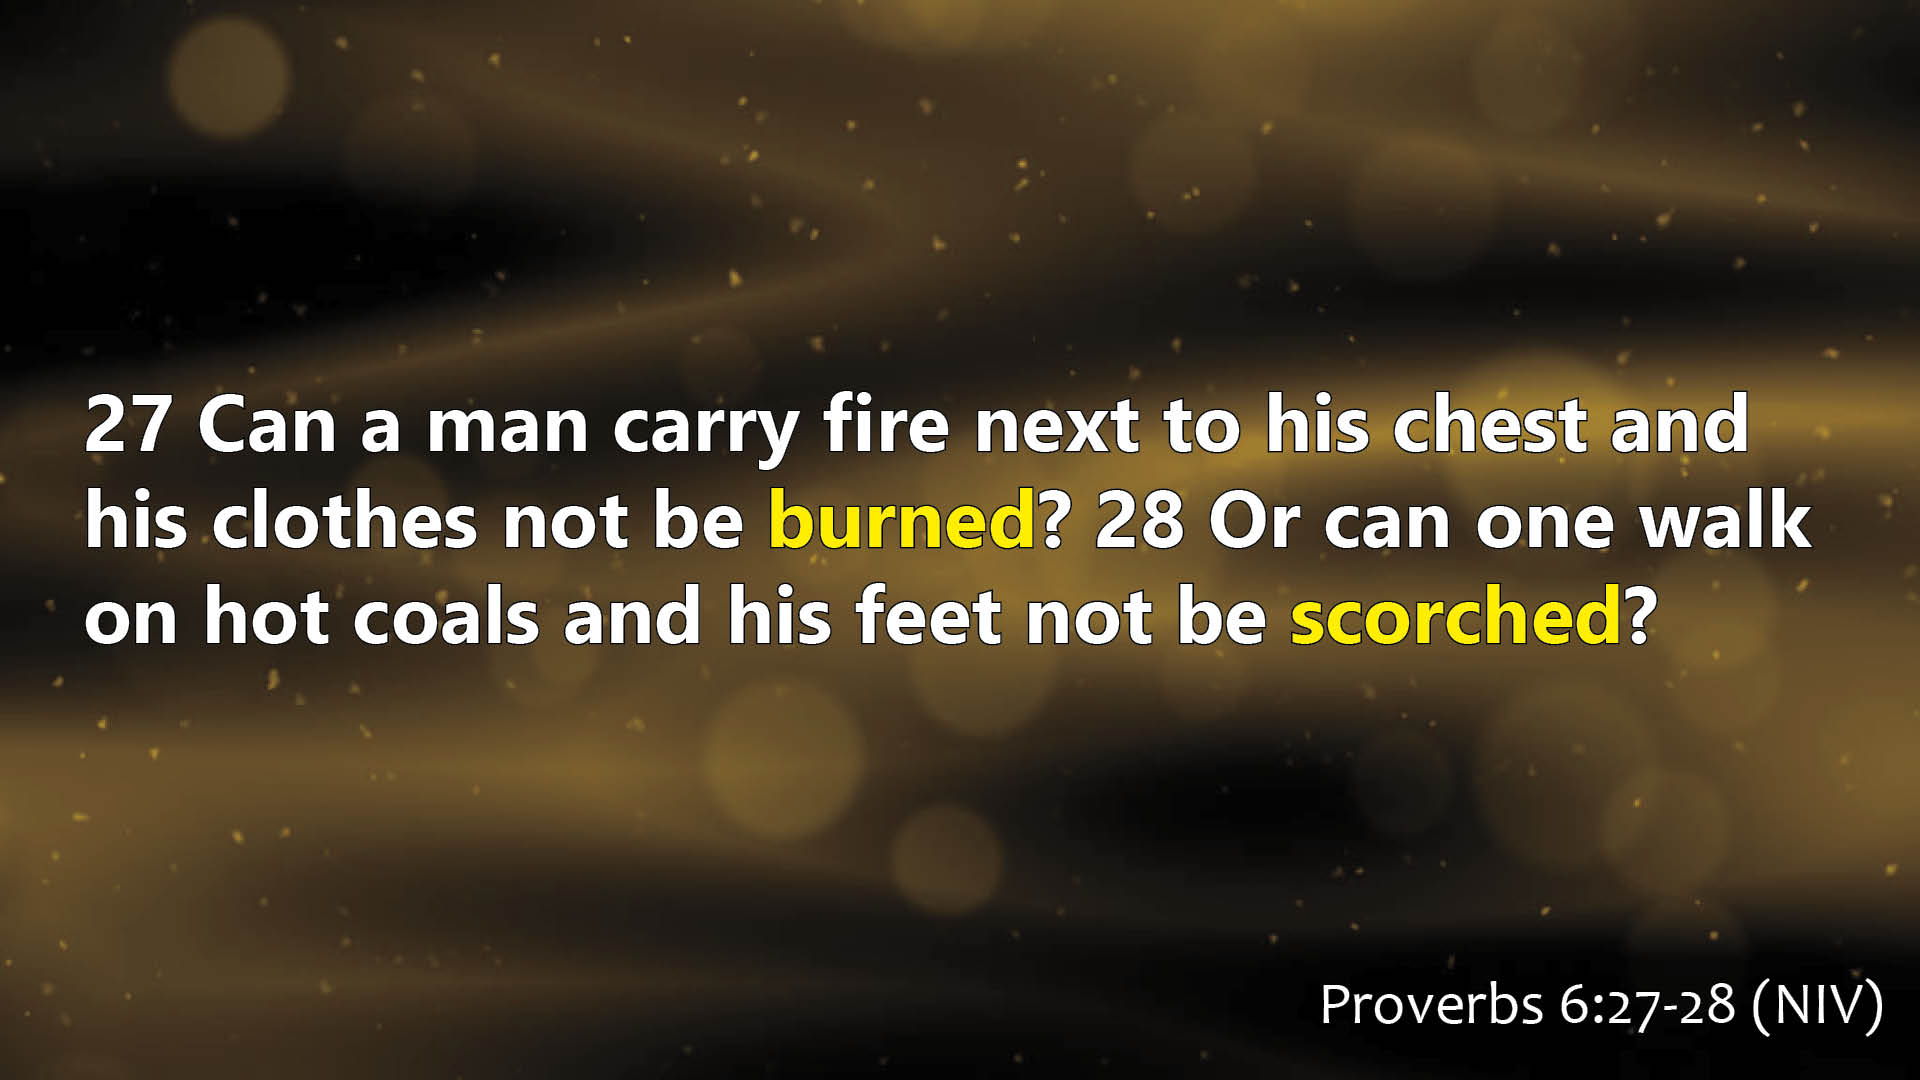 27 Can a man carry fire next to his chest and
his clothes not be burned? 28 Or can one walk
on hot coals and his feet not be scorched?
Proverbs 6:27-28 (NIV)